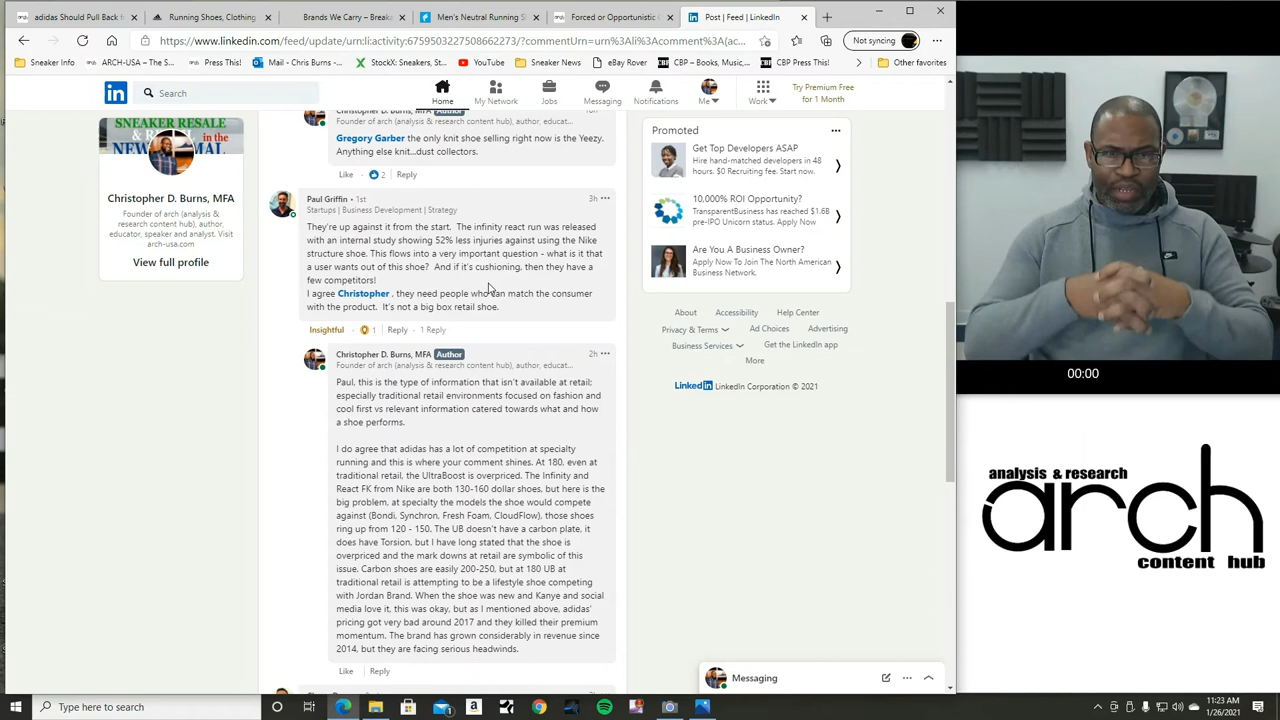 adidas Should Pull Back f
Running Shoes, Clothing
Brands We Carry – Breaka
Men's Neutral Running S
Forced or Opportunistic
Post | Feed | LinkedIn
https://www.linkedin.com/feed/update/urn:li:activity:6759503227508662273/?commentUrn=urn%3Ali%3Acomment%3A(ac...
Not syncing
Sneaker Info
ARCH-USA — The S...
Press This!
Mail - Chris Burns -...
StockX: Sneakers, St...
YouTube
Sneaker News
eBay Rover
CBP – Books, Music,...
CBP Press This!
Other favorites
in
Search
Home
My Network
Jobs
Messaging
Notifications
Me
Work
Try Premium Free
for 1 Month
SNEAKER RESALE
in the
Christopher D. Burns, MFA
Founder of arch (analysis &
research content hub), author,
educator, speaker and analyst. Visit
arch-usa.com
View full profile
Christopher D. Burns, MFA Author
Founder of arch (analysis & research content hub), author, educat...
Gregory Garber the only knit shoe selling right now is the Yeezy.
Anything else knit...dust collectors.
Like 2 Reply
Paul Griffin • 1st
3h
Startups | Business Development | Strategy
They're up against it from the start. The infinity react run was released
with an internal study showing 52% less injuries against using the Nike
structure shoe. This flows into a very important question - what is it that
a user wants out of this shoe? And if it's cushioning, then they have a
few competitors!
I agree Christopher , they need people who can match the consumer
with the product. It's not a big box retail shoe.
Insightful 1 Reply 1 Reply
Christopher D. Burns, MFA Author
2h
Founder of arch (analysis & research content hub), author, educat...
Paul, this is the type of information that isn't available at retail;
especially traditional retail environments focused on fashion and
cool first vs relevant information catered towards what and how
a shoe performs.
I do agree that adidas has a lot of competition at specialty
running and this is where your comment shines. At 180, even at
traditional retail, the UltraBoost is overpriced. The Infinity and
React FK from Nike are both 130-160 dollar shoes, but here is the
big problem, at specialty the models the shoe would compete
against (Bondi, Synchron, Fresh Foam, CloudFlow), those shoes
ring up from 120 - 150. The UB doesn't have a carbon plate, it
does have Torsion, but I have long stated that the shoe is
overpriced and the mark downs at retail are symbolic of this
issue. Carbon shoes are easily 200-250, but at 180 UB at
traditional retail is attempting to be a lifestyle shoe competing
with Jordan Brand. When the shoe was new and Kanye and social
media love it, this was okay, but as I mentioned above, adidas'
pricing got very bad around 2017 and they killed their premium
momentum. The brand has grown considerably in revenue since
2014, but they are facing serious headwinds.
Like Reply
Promoted
Get Top Developers ASAP
Hire hand-matched developers in 48
hours. $0 Recruiting fee. Start now.
10,000% ROI Opportunity?
TransparentBusiness has reached $1.6B
pre-IPO Unicorn status. Apply Now
Are You A Business Owner?
Apply Now To Join The North American
Business Network.
About Accessibility Help Center
Privacy & Terms Ad Choices Advertising
Business Services Get the LinkedIn app
More
LinkedIn LinkedIn Corporation © 2021
Messaging
00:00
analysis & research
arch
content hub
Type here to search
11:23 AM
1/26/2021